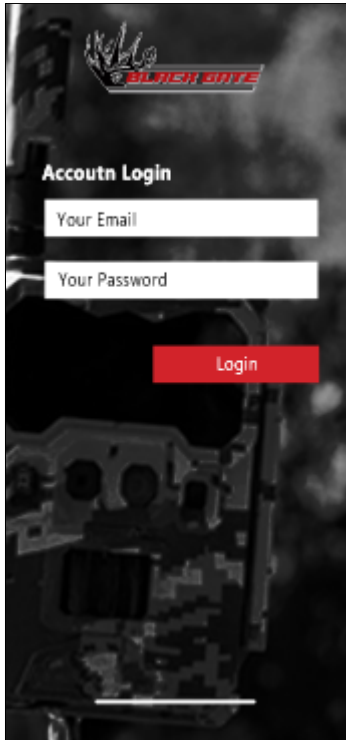 BLACK GATE
Accoutn Login
Your Email
Your Password
Login